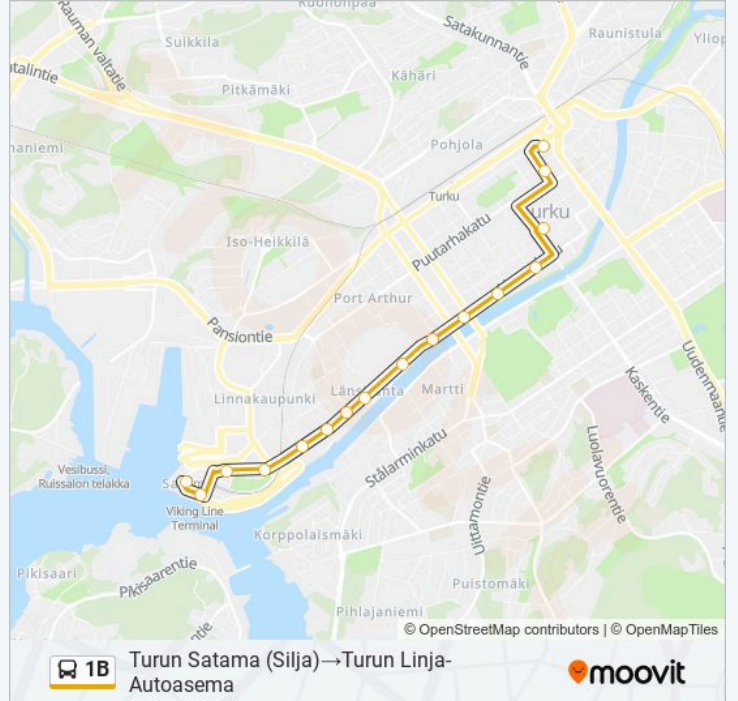 Ruohonpää
Rauman valtatie
Satakunnantie
Raunistula
Suikkila
Kähäri
Pitkämäki
Pohjola
Turku
urku
Puutarhakatu
Iso-Heikkilä
Port Arthur
Pansiontie
Martti
Linnakaupunki
Kaskentie
Uudenmaantie
Luolavuorentie
Stålarminkatu
Vesibussi,
Ruissalon telakka
Viking Line
Terminal
Uittamontie
Korppolaismäki
Pikisaari
Pikisaarentie
Puistomäki
Pihlajaniemi
© OpenStreetMap contributors | © OpenMapTiles
1B
Turun Satama (Silja)→Turun Linja-
Autoasema
moovit